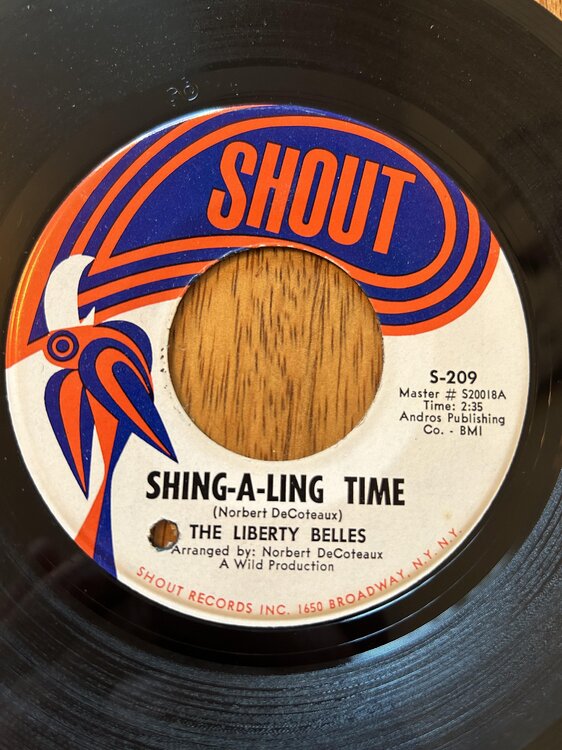 SHOUT
S-209
Master # S20018A
Time: 2:35
Andros Publishing
Co. - BMI
SHING-A-LING TIME
(Norbert DeCoteaux)
THE LIBERTY BELLES
Arranged by: Norbert DeCoteaux
A Wild Production
SHOUT RECORDS INC. 1650 BROADWAY, N.Y. N.Y.